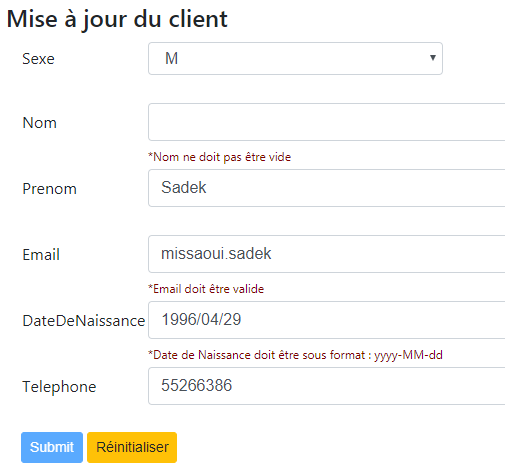 Mise à jour du client
Sexe M
Nom
*Nom ne doit pas être vide
Prenom Sadek
Email missaoui.sadek
*Email doit être valide
DateDeNaissance 1996/04/29
*Date de Naissance doit être sous format : yyyy-MM-dd
Telephone 55266386
Submit Réinitialiser